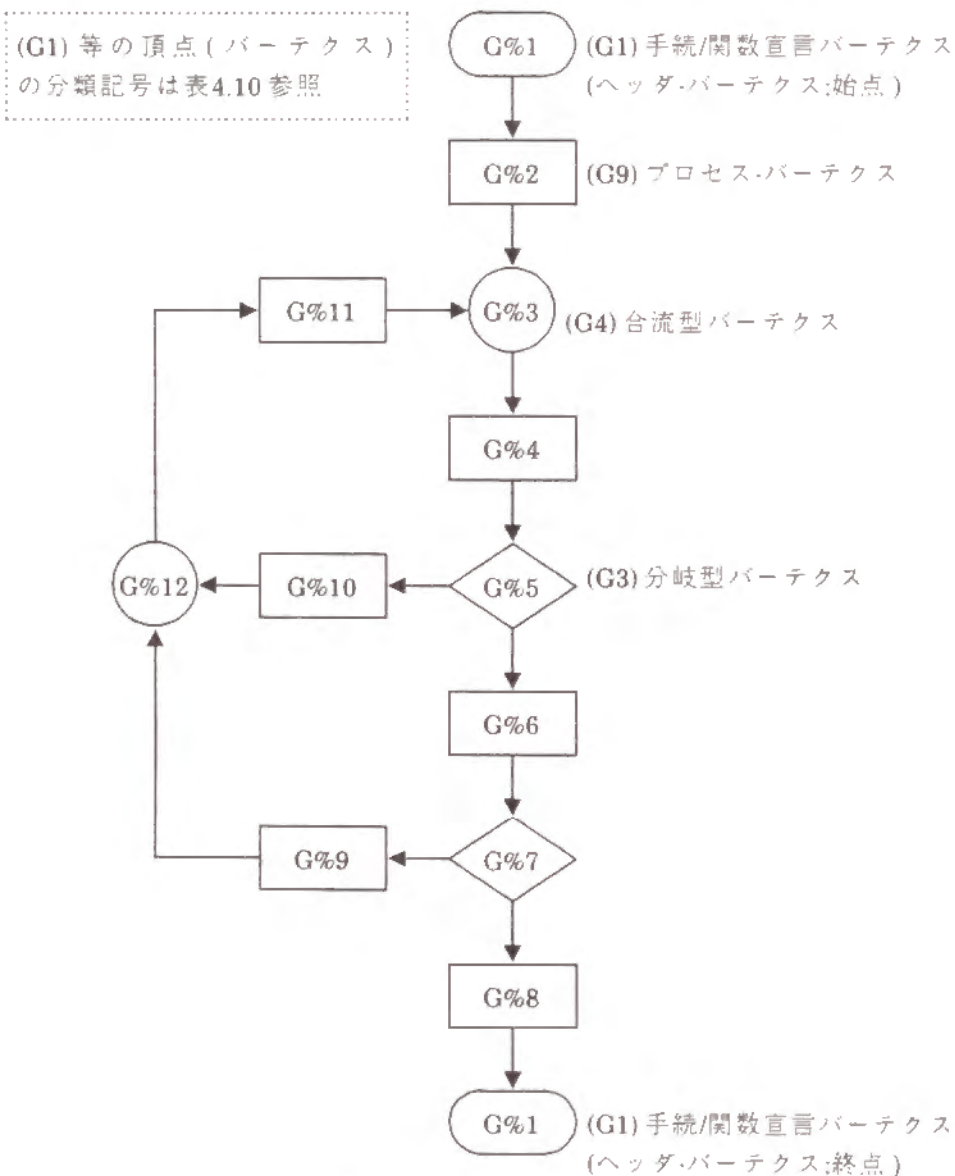 (G1) 等の頂点(バーテクス)
の分類記号は表4.10 参照
G%1
(G1) 手続/関数宣言バーテクス
(ヘッダ・バーテクス;始点)
G%2
(G9) プロセス・バーテクス
G%11
G%3
(G4) 合流型バーテクス
G%4
G%12
G%10
G%5
(G3) 分岐型バーテクス
G%6
G%9
G%7
G%8
G%1
(G1) 手続/関数宣言バーテクス
(ヘッダ・バーテクス;終点)